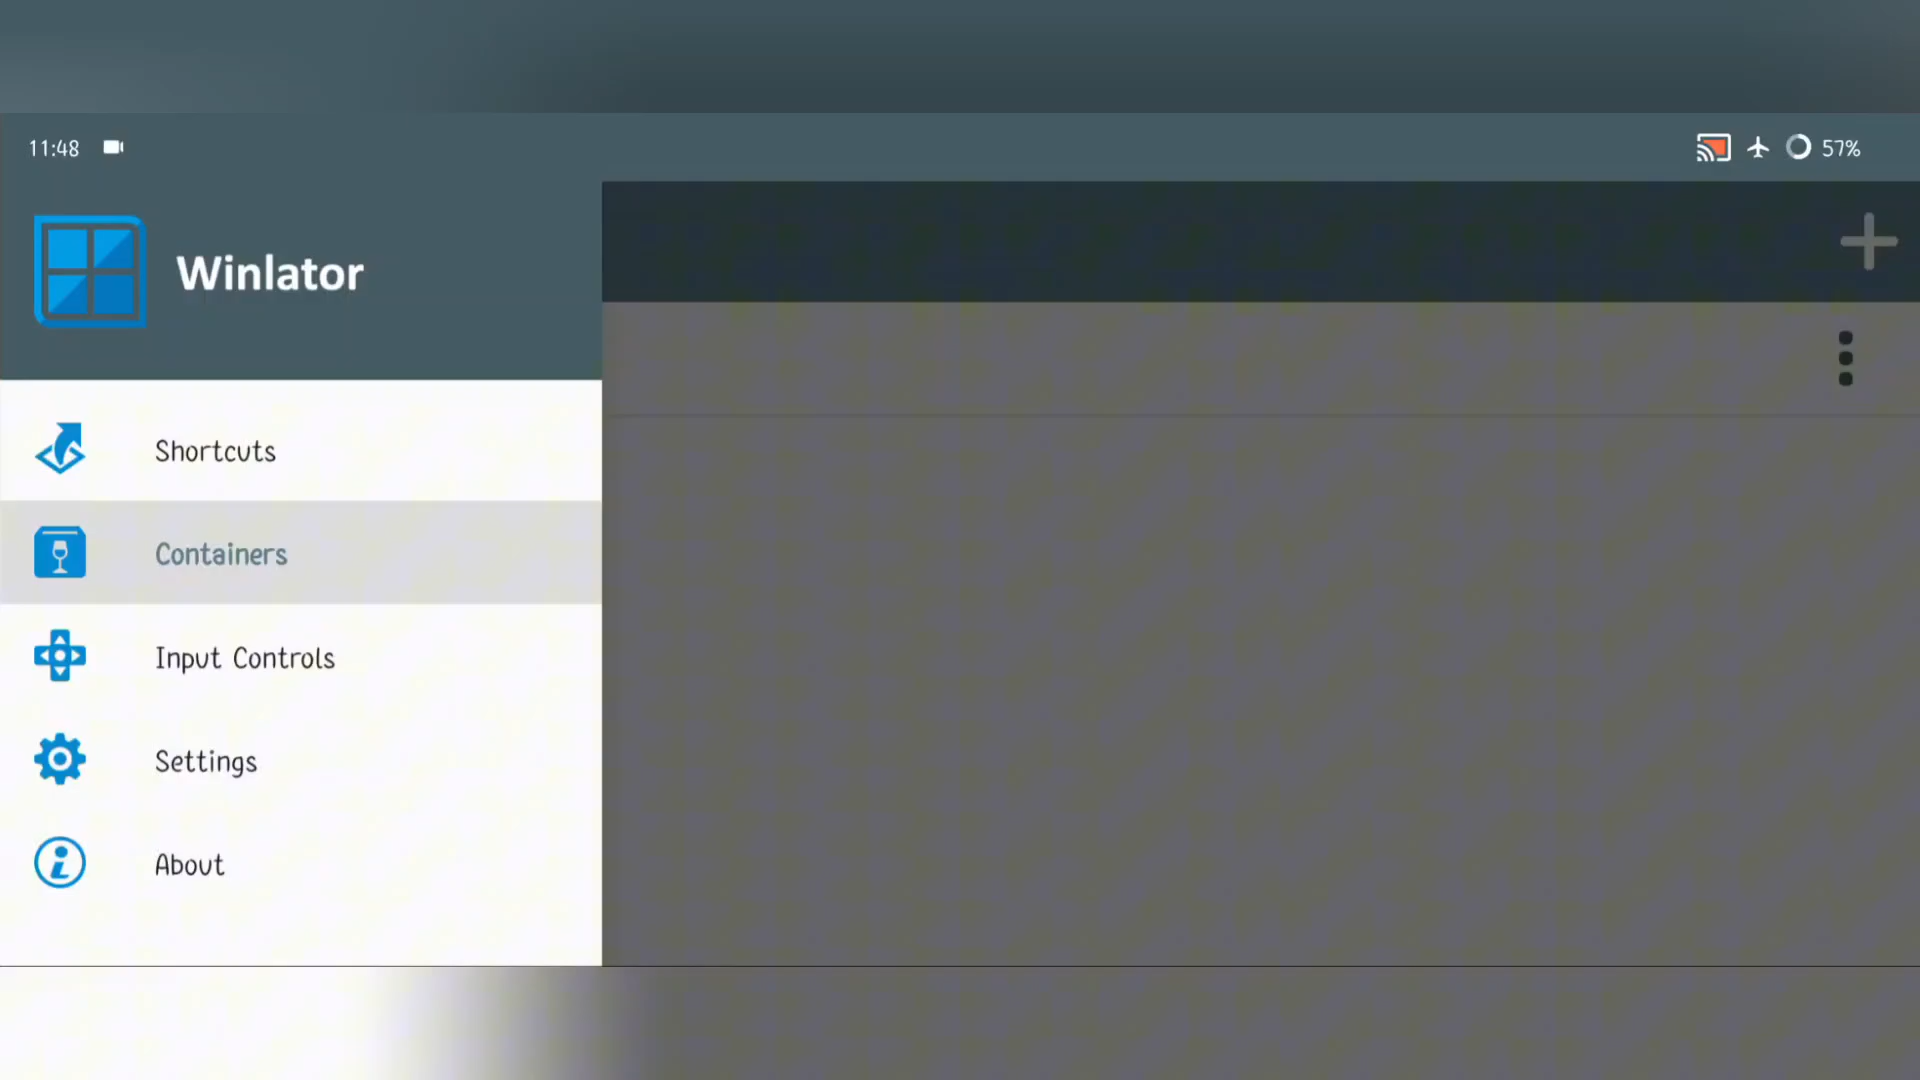 11:48
57%
Winlator
Shortcuts
Containers
Input Controls
Settings
About